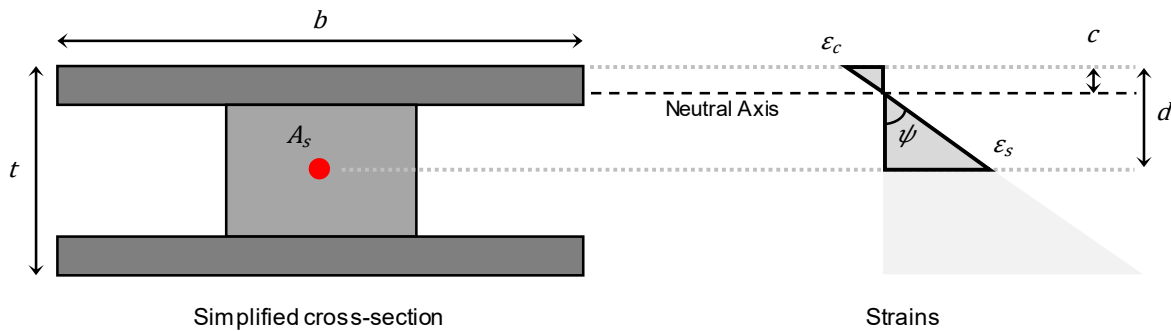 b
ε_c
c
t
A_s
Neutral Axis
ψ
ε_s
d
Simplified cross-section
Strains